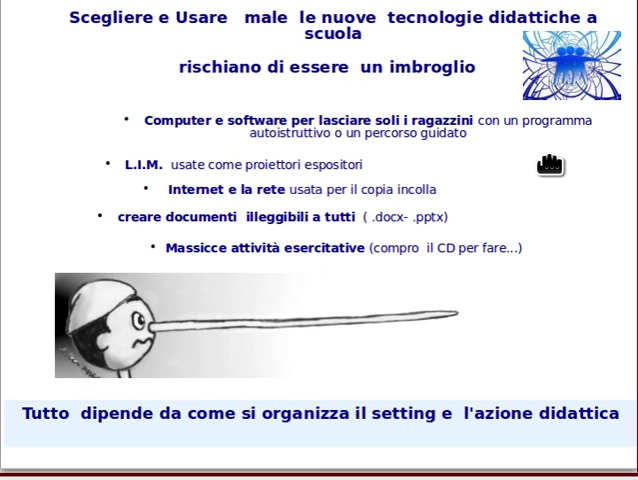 Scegliere e Usare male le nuove tecnologie didattiche a
scuola
rischiano di essere un imbroglio
• Computer e software per lasciare soli i ragazzini con un programma
autoistruttivo o un percorso guidato
• L.I.M. usate come proiettori espositori
• Internet e la rete usata per il copia incolla
• creare documenti illeggibili a tutti ( .docx- .pptx)
• Massicce attività esercitative (compro il CD per fare...)
Tutto dipende da come si organizza il setting e l'azione didattica